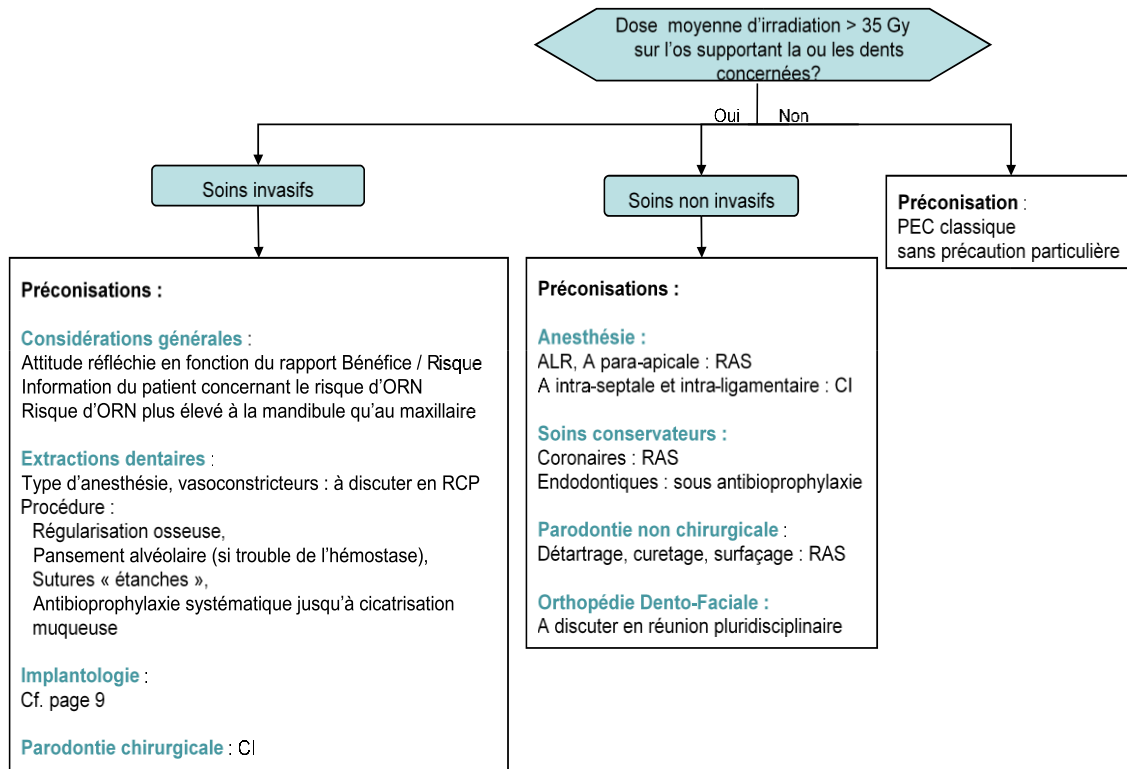 Dose moyenne d'irradiation > 35 Gy
sur l'os supportant la ou les dents
concernées?
Oui
Non
Soins invasifs
Préconisations :
Considérations générales :
Attitude réfléchie en fonction du rapport Bénéfice / Risque
Information du patient concernant le risque d'ORN
Risque d'ORN plus élevé à la mandibule qu'au maxillaire
Extractions dentaires :
Type d'anesthésie, vasoconstricteurs : à discuter en RCP
Procédure :
Régularisation osseuse,
Pansement alvéolaire (si trouble de l'hémostase),
Sutures « étanches »,
Antibioprophylaxie systématique jusqu'à cicatrisation
muqueuse
Implantologie :
Cf. page 9
Parodontie chirurgicale : CI
Soins non invasifs
Préconisations :
Anesthésie :
ALR, A para-apicale : RAS
A intra-septale et intra-ligamentaire : CI
Soins conservateurs :
Coronaires : RAS
Endodontiques : sous antibioprophylaxie
Parodontie non chirurgicale :
Détartrage, curetage, surfaçage : RAS
Orthopédie Dento-Faciale :
A discuter en réunion pluridisciplinaire
Préconisation :
PEC classique
sans précaution particulière